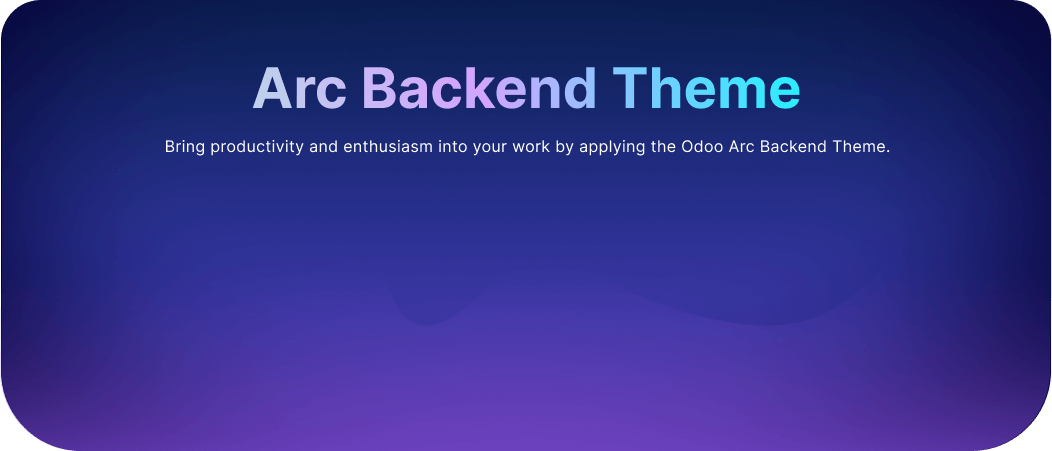 Arc Backend Theme
Bring productivity and enthusiasm into your work by applying the Odoo Arc Backend Theme.